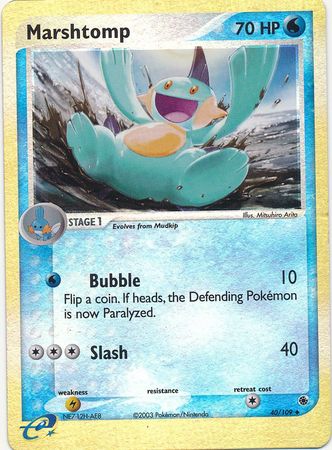 Marshtomp 70 HP
Illus. Mitsuhiro Arita
STAGE 1
Evolves from Mudkip
Bubble 10
Flip a coin. If heads, the Defending Pokémon
is now Paralyzed.
Slash 40
weakness resistance retreat cost
©2003 Pokémon/Nintendo 40/109
e